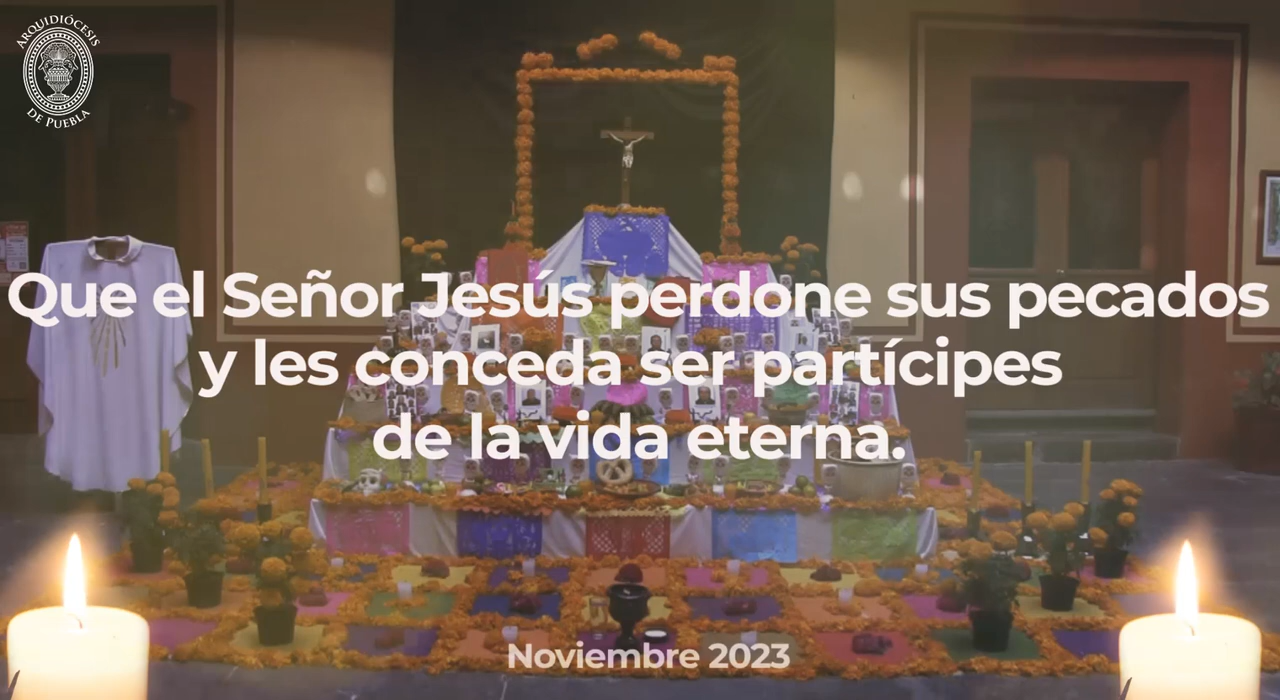 ARQUIDIÓCESIS
DE PUEBLA
Que el Señor Jesús perdone sus pecados
y les conceda ser partícipes
de la vida eterna.
Noviembre 2023